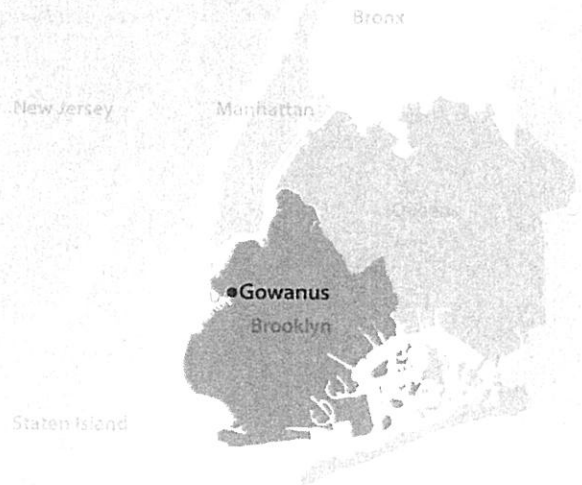 Bronx
New Jersey
Manhattan
Queens
Gowanus
Brooklyn
Staten Island